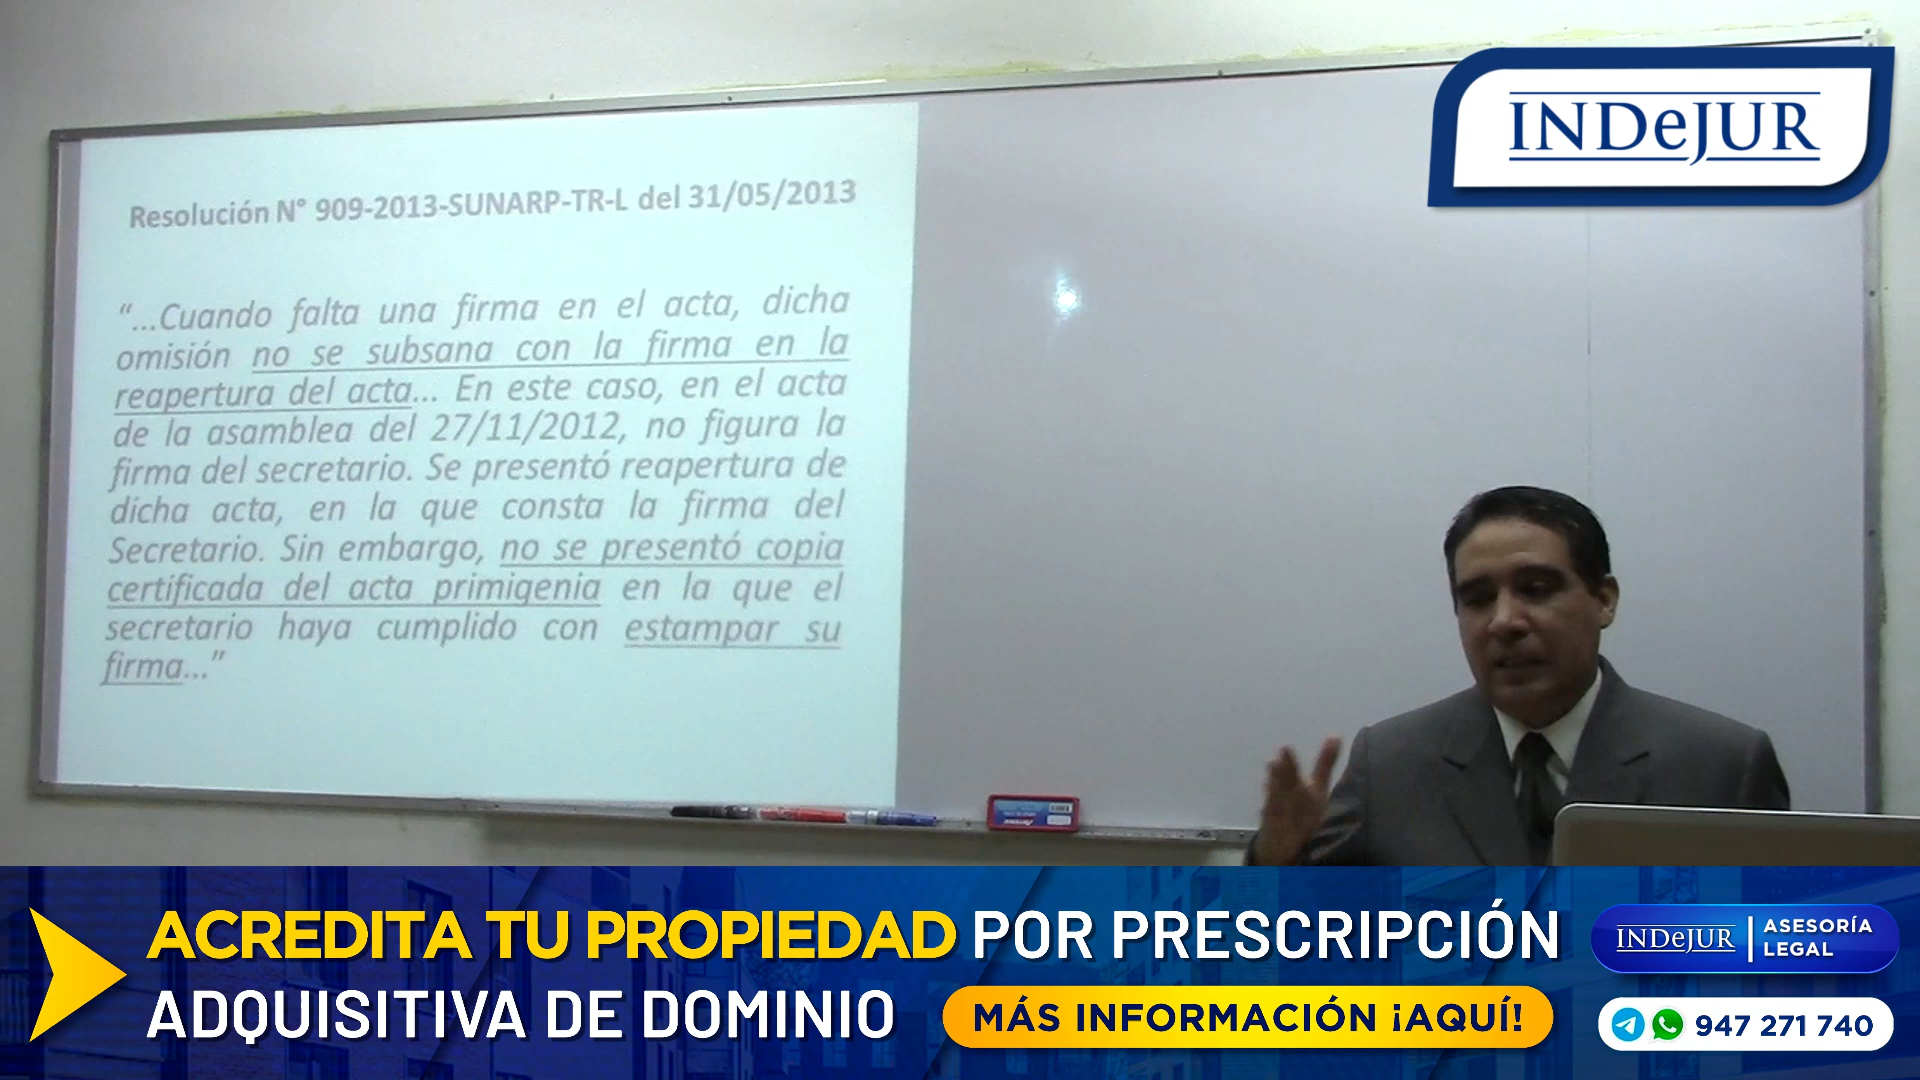 INDeJUR
Resolución N° 909-2013-SUNARP-TR-L del 31/05/2013
“...Cuando falta una firma en el acta, dicha
omisión no se subsana con la firma en la
reapertura del acta... En este caso, en el acta
de la asamblea del 27/11/2012, no figura la
firma del secretario. Se presentó reapertura de
dicha acta, en la que consta la firma del
Secretario. Sin embargo, no se presentó copia
certificada del acta primigenia en la que el
secretario haya cumplido con estampar su
firma...”
ACREDITA TU PROPIEDAD POR PRESCRIPCIÓN
ADQUISITIVA DE DOMINIO
MÁS INFORMACIÓN ¡AQUÍ!
INDeJUR
ASESORÍA
LEGAL
947 271 740